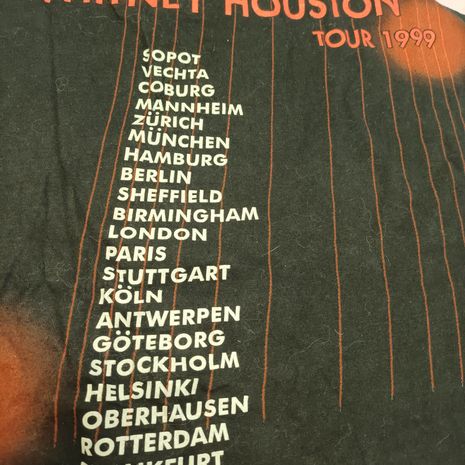 WHITNEY HOUSTON
TOUR 1999
SOPOT
VECHTA
COBURG
MANNHEIM
ZÜRICH
MÜNCHEN
HAMBURG
BERLIN
SHEFFIELD
BIRMINGHAM
LONDON
PARIS
STUTTGART
KÖLN
ANTWERPEN
GÖTEBORG
STOCKHOLM
HELSINKI
OBERHAUSEN
ROTTERDAM
FRANKFURT